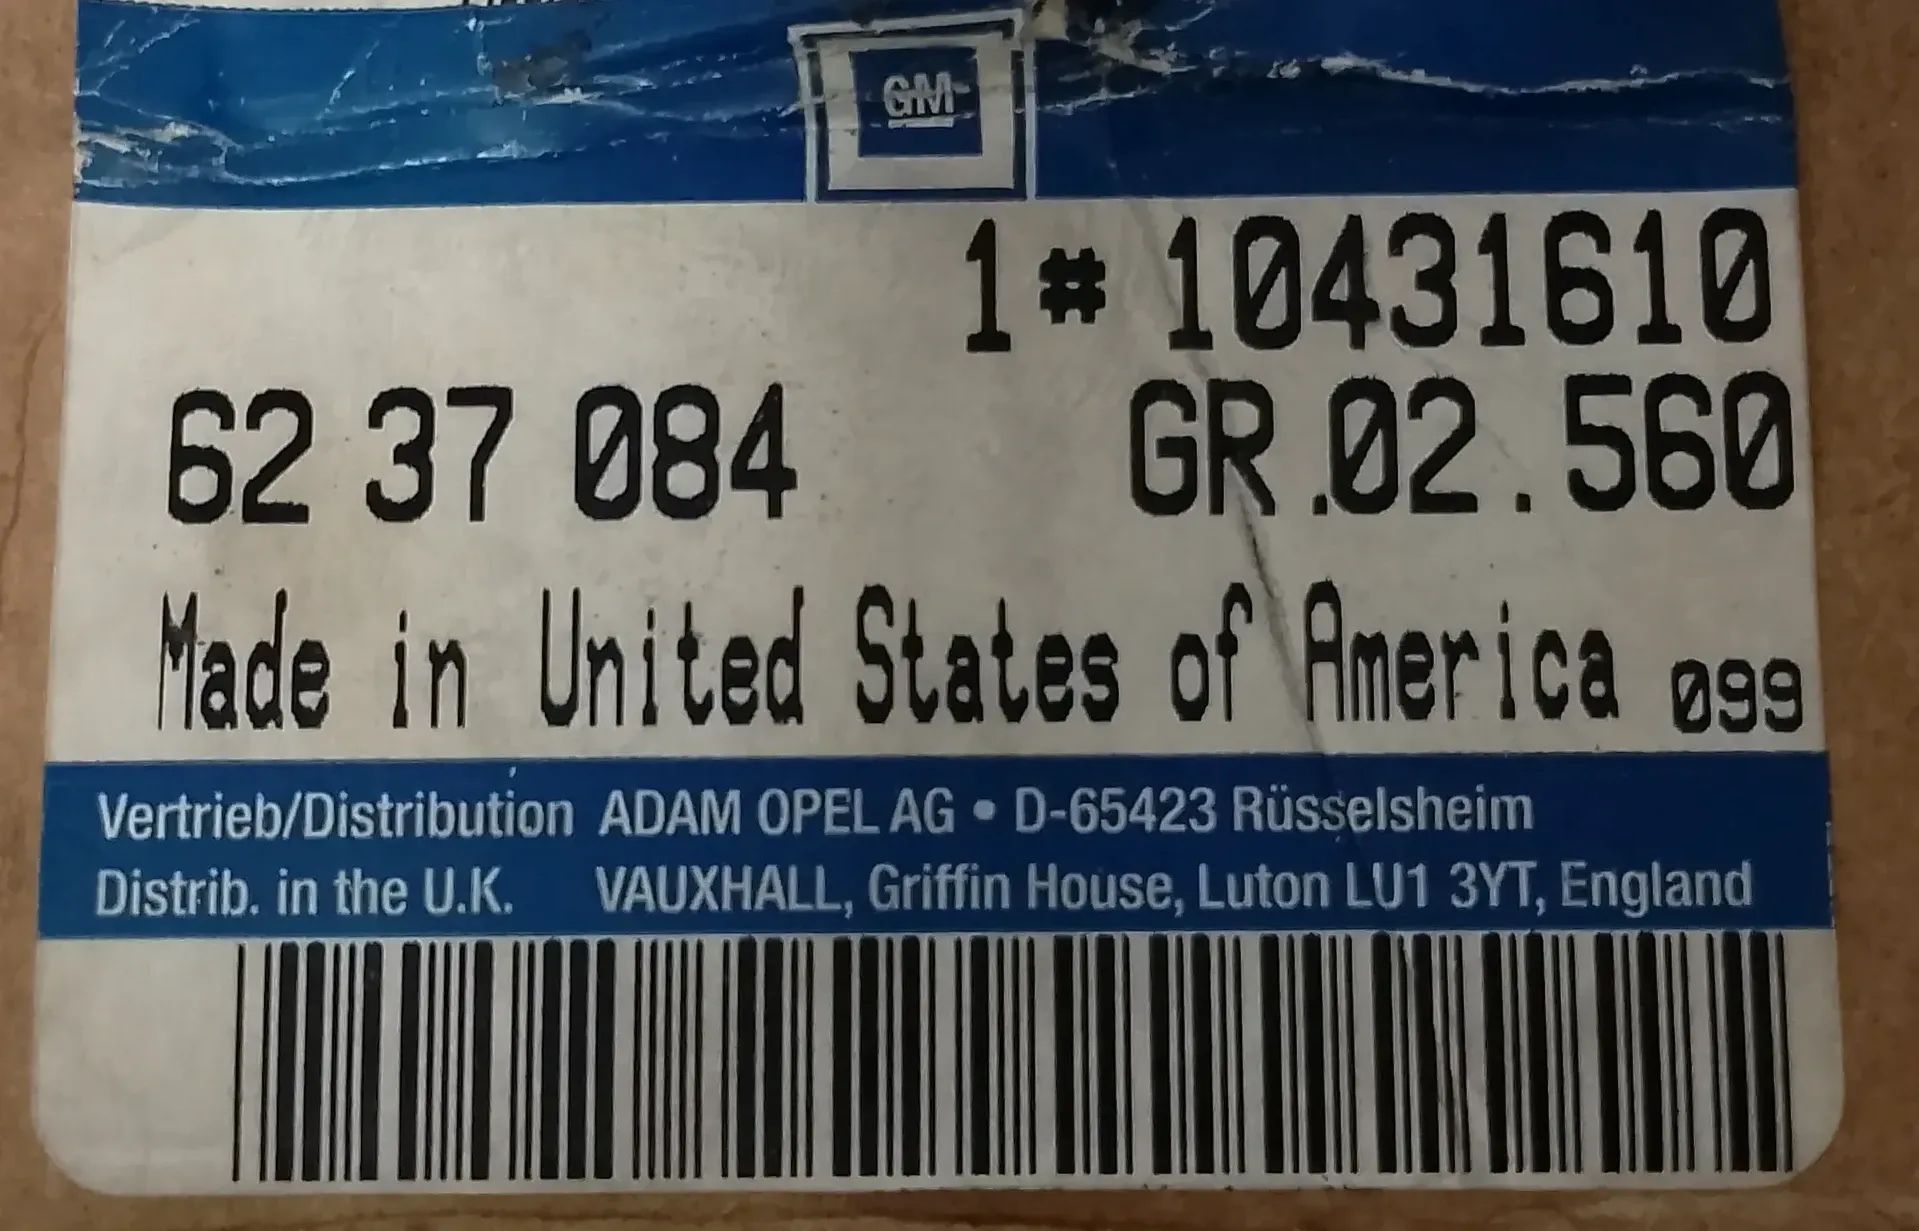 GM
1 # 10431610
62 37 084 GR.02.560
Made in United States of America 099
Vertrieb/Distribution ADAM OPEL AG • D-65423 Rüsselsheim
Distrib. in the U.K. VAUXHALL, Griffin House, Luton LU1 3YT, England